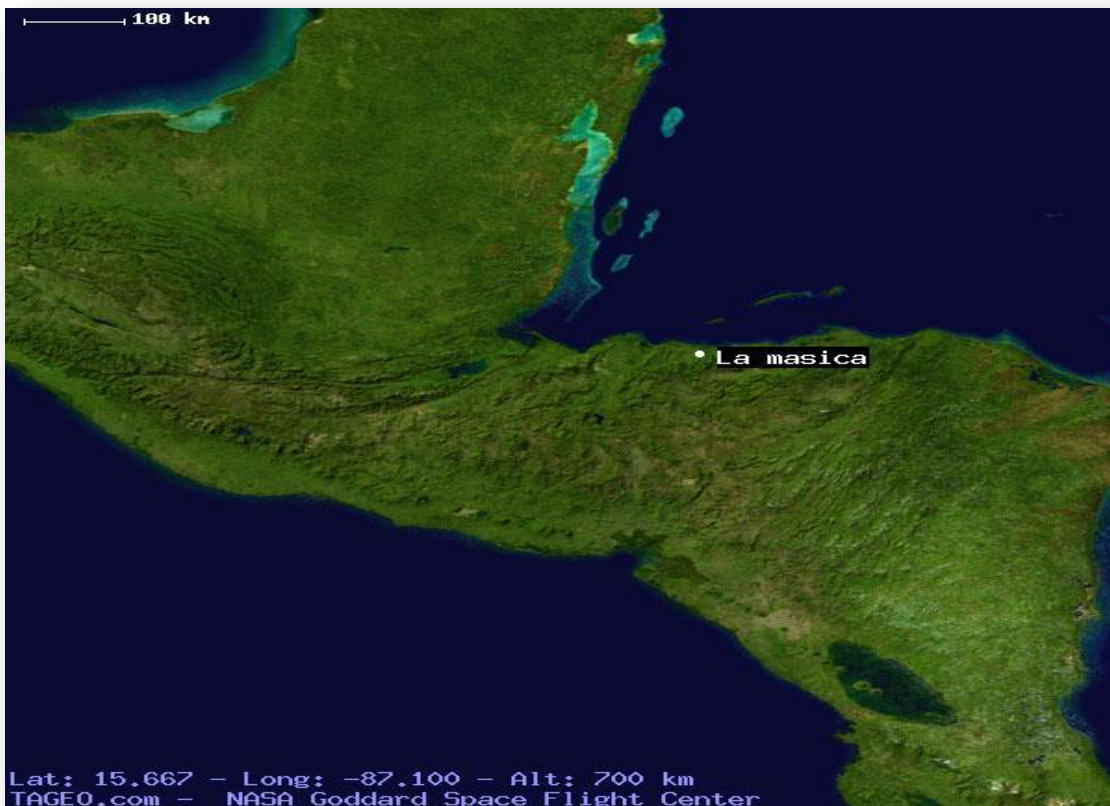 100 km
La masica
Lat: 15.667 - Long: -87.100 - Alt: 700 km
TAGEO.com - NASA Goddard Space Flight Center